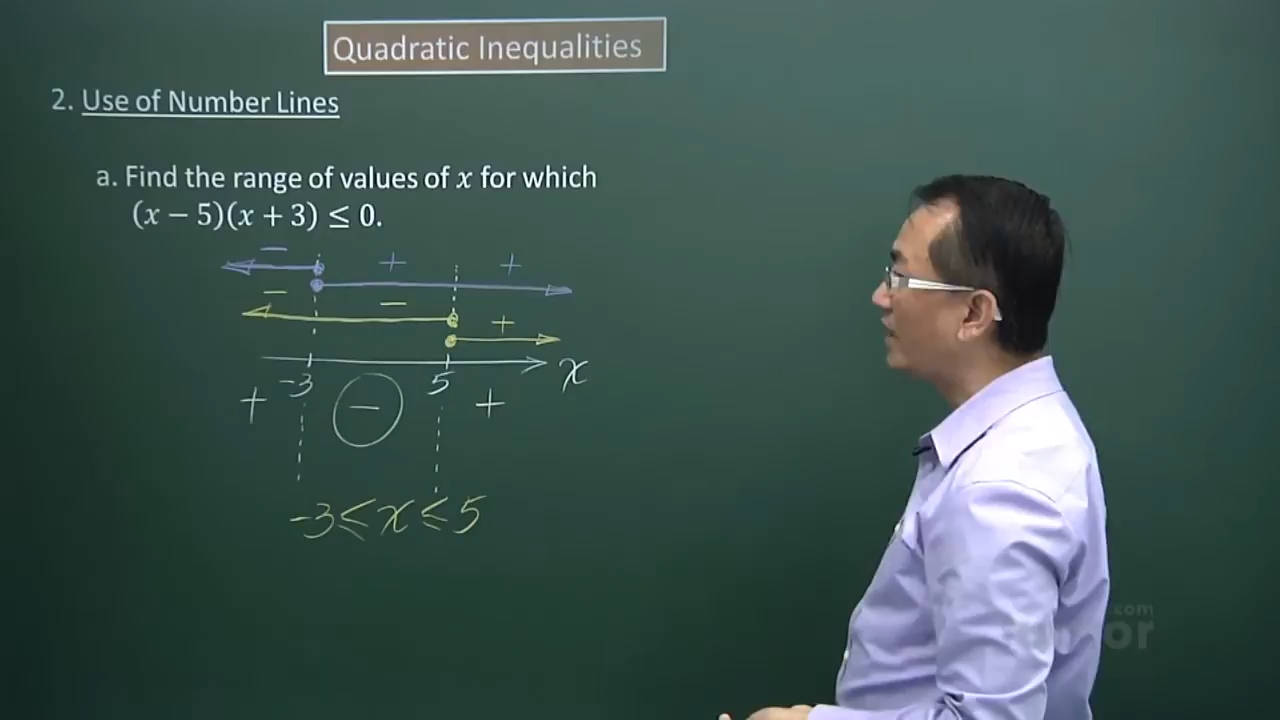 Quadratic Inequalities
2. Use of Number Lines
a. Find the range of values of x for which
(x − 5)(x + 3) ≤ 0.
− + +
− − +
-3 5 x
+ − +
-3 ≤ x ≤ 5
.com